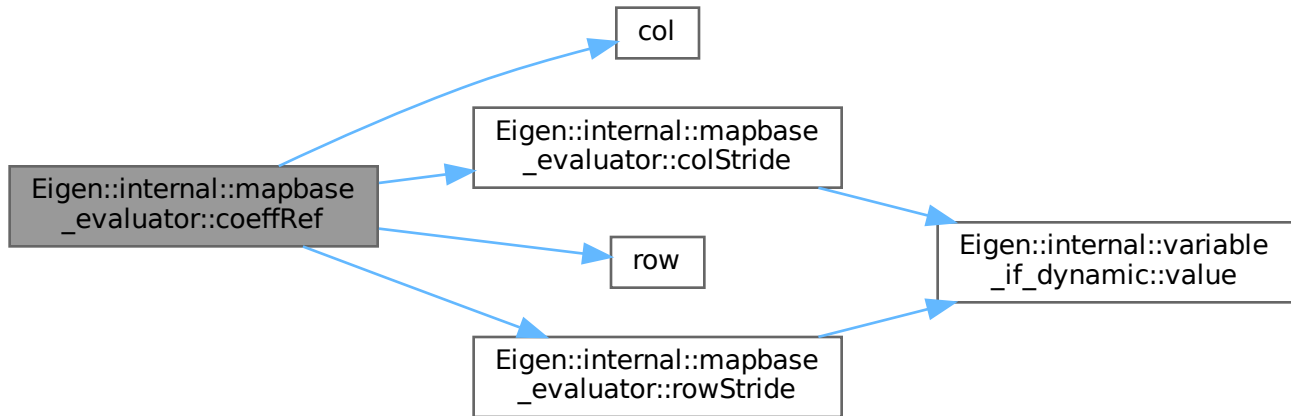 col
Eigen::internal::mapbase
_evaluator::colStride
Eigen::internal::mapbase
_evaluator::coeffRef
Eigen::internal::variable
_if_dynamic::value
row
Eigen::internal::mapbase
_evaluator::rowStride